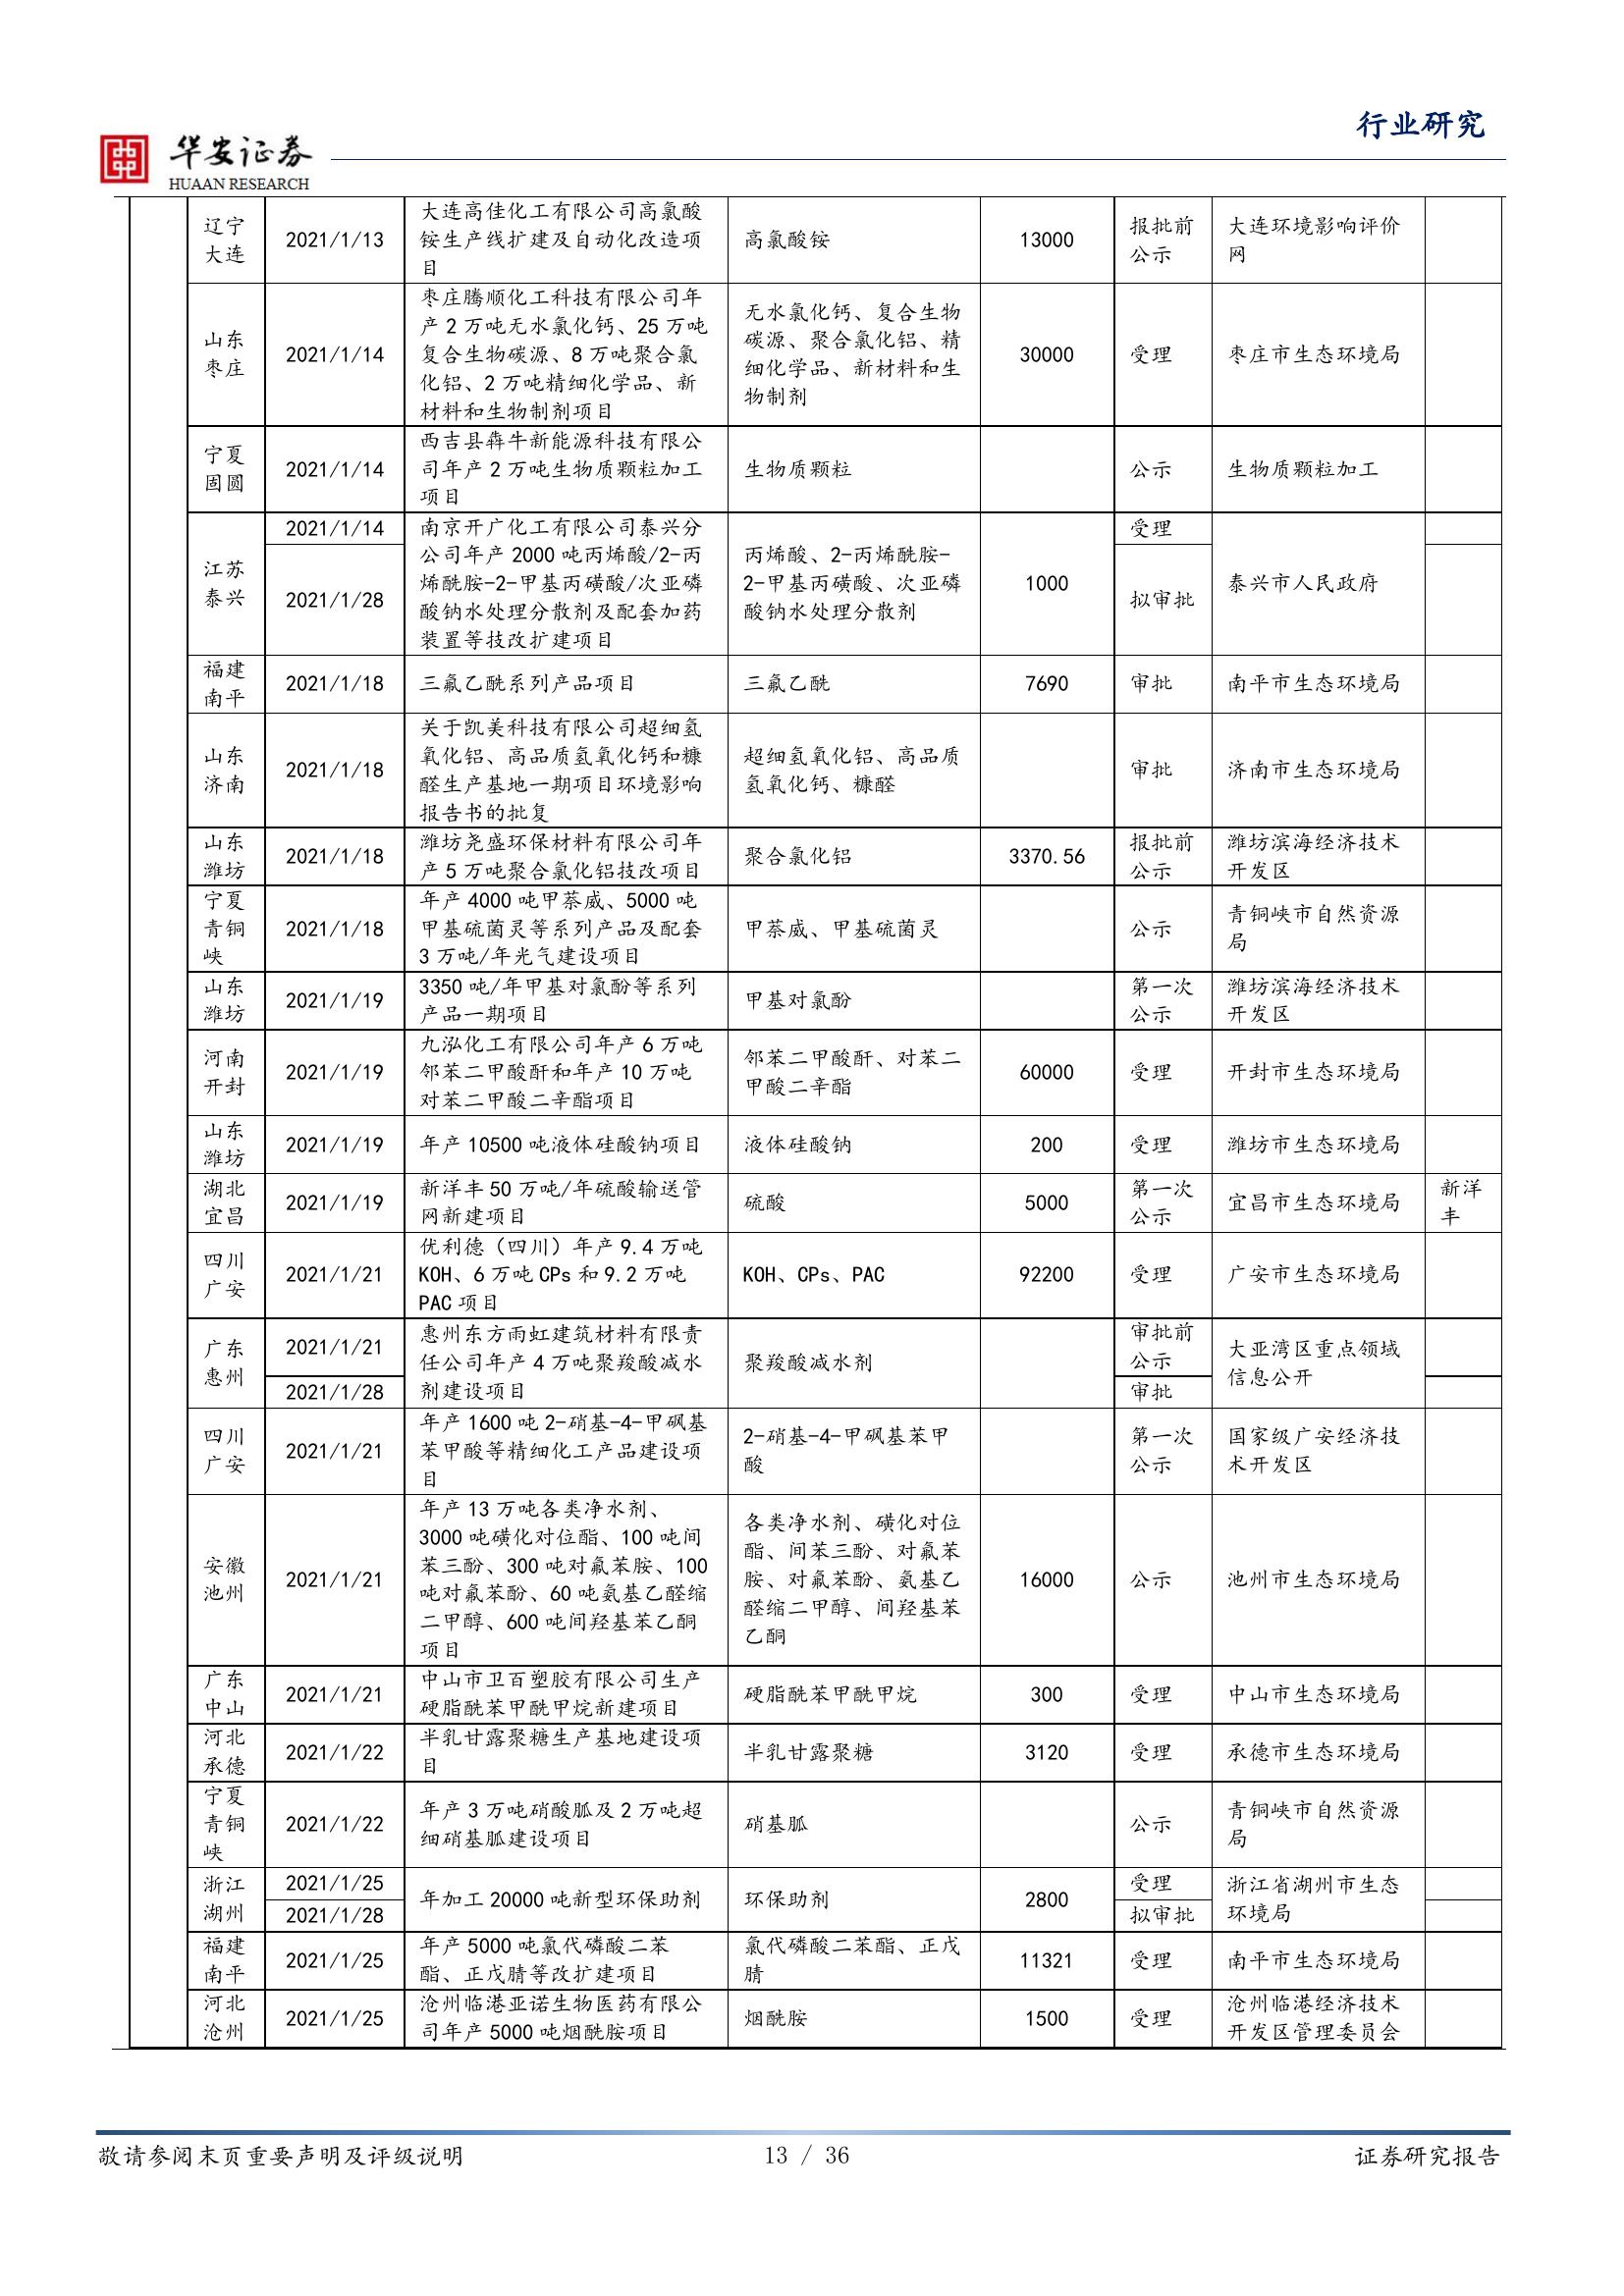 行业研究
华安证券
HUAAN RESEARCH
辽宁
大连
2021/1/13
大连高佳化工有限公司高氯酸
铵生产线扩建及自动化改造项
目
高氯酸铵
13000
报批前
公示
大连环境影响评价
网
山东
枣庄
2021/1/14
枣庄腾顺化工科技有限公司年
产2万吨无水氯化钙、25万吨
复合生物碳源、8万吨聚合氯
化铝、2万吨精细化学品、新
材料和生物制剂项目
无水氯化钙、复合生物
碳源、聚合氯化铝、精
细化学品、新材料和生
物制剂
30000
受理
枣庄市生态环境局
宁夏
固圆
2021/1/14
西吉县犇牛新能源科技有限公
司年产2万吨生物质颗粒加工
项目
生物质颗粒
公示
生物质颗粒加工
江苏
泰兴
2021/1/14
2021/1/28
南京开广化工有限公司泰兴分
公司年产2000吨丙烯酸/2-丙
烯酰胺-2-甲基丙磺酸/次亚磷
酸钠水处理分散剂及配套加药
装置等技改扩建项目
丙烯酸、2-丙烯酰胺-
2-甲基丙磺酸、次亚磷
酸钠水处理分散剂
1000
受理
拟审批
泰兴市人民政府
福建
南平
2021/1/18
三氟乙酰系列产品项目
三氟乙酰
7690
审批
南平市生态环境局
山东
济南
2021/1/18
关于凯美科技有限公司超细氢
氧化铝、高品质氢氧化钙和糠
醛生产基地一期项目环境影响
报告书的批复
超细氢氧化铝、高品质
氢氧化钙、糠醛
审批
济南市生态环境局
山东
潍坊
2021/1/18
潍坊尧盛环保材料有限公司年
产5万吨聚合氯化铝技改项目
聚合氯化铝
3370.56
报批前
公示
潍坊滨海经济技术
开发区
宁夏
青铜
峡
2021/1/18
年产4000吨甲萘威、5000吨
甲基硫菌灵等系列产品及配套
3万吨/年光气建设项目
甲萘威、甲基硫菌灵
公示
青铜峡市自然资源
局
山东
潍坊
2021/1/19
3350吨/年甲基对氯酚等系列
产品一期项目
甲基对氯酚
第一次
公示
潍坊滨海经济技术
开发区
河南
开封
2021/1/19
九泓化工有限公司年产6万吨
邻苯二甲酸酐和年产10万吨
对苯二甲酸二辛酯项目
邻苯二甲酸酐、对苯二
甲酸二辛酯
60000
受理
开封市生态环境局
山东
潍坊
2021/1/19
年产10500吨液体硅酸钠项目
液体硅酸钠
200
受理
潍坊市生态环境局
湖北
宜昌
2021/1/19
新洋丰50万吨/年硫酸输送管
网新建项目
硫酸
5000
第一次
公示
宜昌市生态环境局
新洋
丰
四川
广安
2021/1/21
优利德（四川）年产9.4万吨
KOH、6万吨CPs和9.2万吨
PAC项目
KOH、CPs、PAC
92200
受理
广安市生态环境局
广东
惠州
2021/1/21
2021/1/28
惠州东方雨虹建筑材料有限责
任公司年产4万吨聚羧酸减水
剂建设项目
聚羧酸减水剂
审批前
公示
审批
大亚湾区重点领域
信息公开
四川
广安
2021/1/21
年产1600吨2-硝基-4-甲砜基
苯甲酸等精细化工产品建设项
目
2-硝基-4-甲砜基苯甲
酸
第一次
公示
国家级广安经济技
术开发区
安徽
池州
2021/1/21
年产13万吨各类净水剂、
3000吨磺化对位酯、100吨间
苯三酚、300吨对氟苯胺、100
吨对氟苯酚、60吨氨基乙醛缩
二甲醇、600吨间羟基苯乙酮
项目
各类净水剂、磺化对位
酯、间苯三酚、对氟苯
胺、对氟苯酚、氨基乙
醛缩二甲醇、间羟基苯
乙酮
16000
公示
池州市生态环境局
广东
中山
2021/1/21
中山市卫百塑胶有限公司生产
硬脂酰苯甲酰甲烷新建项目
硬脂酰苯甲酰甲烷
300
受理
中山市生态环境局
河北
承德
2021/1/22
半乳甘露聚糖生产基地建设项
目
半乳甘露聚糖
3120
受理
承德市生态环境局
宁夏
青铜
峡
2021/1/22
年产3万吨硝酸胍及2万吨超
细硝基胍建设项目
硝基胍
公示
青铜峡市自然资源
局
浙江
湖州
2021/1/25
2021/1/28
年加工20000吨新型环保助剂
环保助剂
2800
受理
拟审批
浙江省湖州市生态
环境局
福建
南平
2021/1/25
年产5000吨氯代磷酸二苯
酯、正戊腈等改扩建项目
氯代磷酸二苯酯、正戊
腈
11321
受理
南平市生态环境局
河北
沧州
2021/1/25
沧州临港亚诺生物医药有限公
司年产5000吨烟酰胺项目
烟酰胺
1500
受理
沧州临港经济技术
开发区管理委员会
敬请参阅末页重要声明及评级说明
13 / 36
证券研究报告